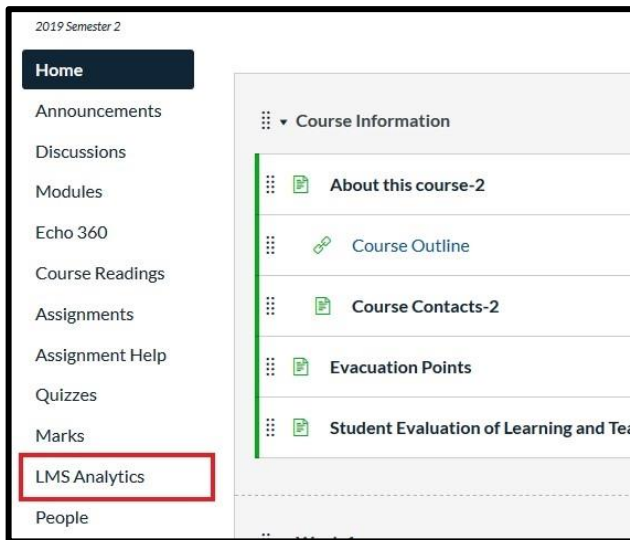 2019 Semester 2
Home
Announcements
Discussions
Modules
Echo 360
Course Readings
Assignments
Assignment Help
Quizzes
Marks
LMS Analytics
People
Course Information
About this course-2
Course Outline
Course Contacts-2
Evacuation Points
Student Evaluation of Learning and Tea